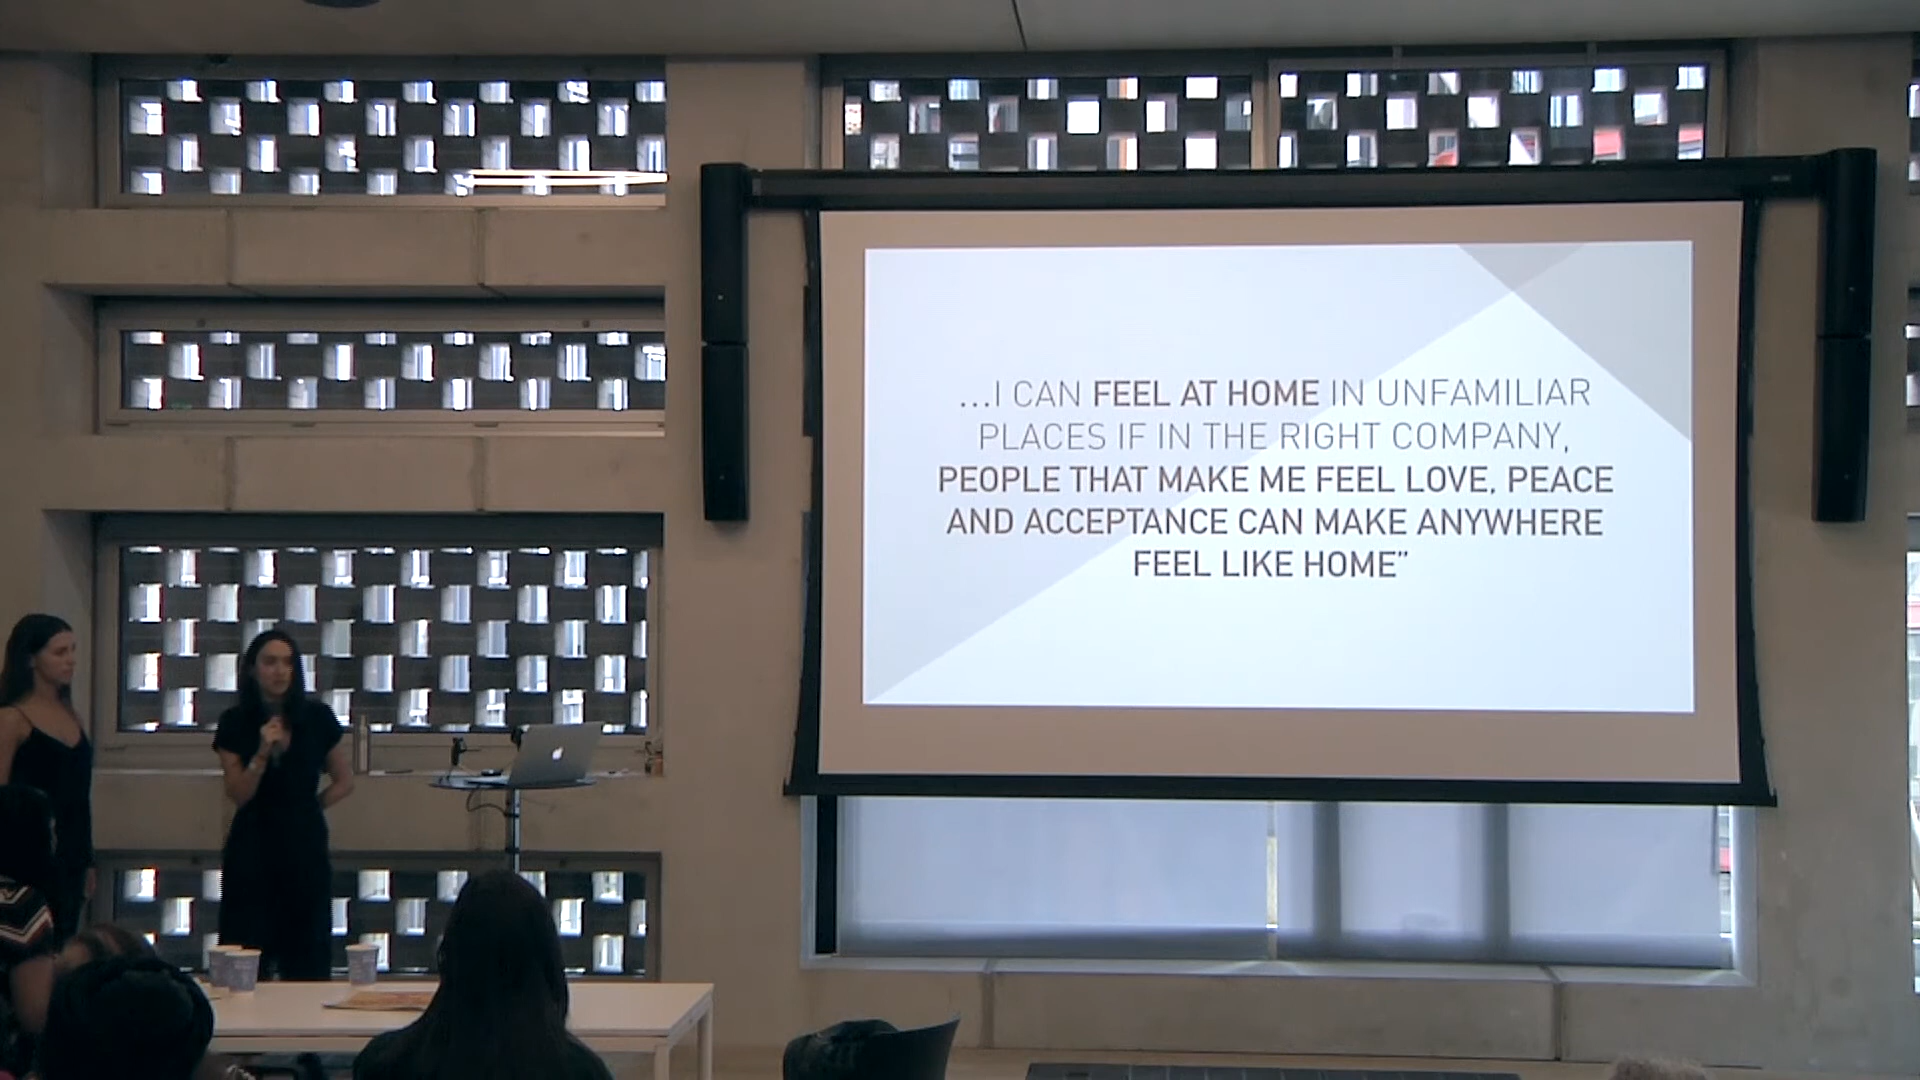 ...I CAN FEEL AT HOME IN UNFAMILIAR
PLACES IF IN THE RIGHT COMPANY,
PEOPLE THAT MAKE ME FEEL LOVE, PEACE
AND ACCEPTANCE CAN MAKE ANYWHERE
FEEL LIKE HOME”